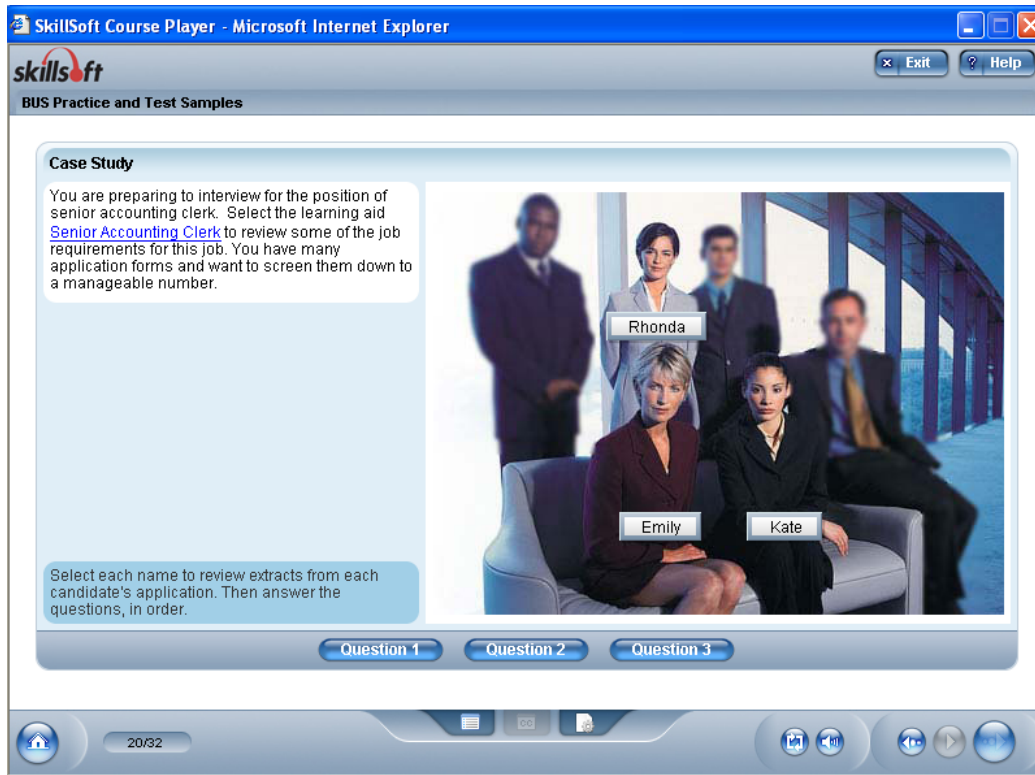 SkillSoft Course Player - Microsoft Internet Explorer
skillsoft
Exit
Help
BUS Practice and Test Samples
Case Study
You are preparing to interview for the position of
senior accounting clerk. Select the learning aid
Senior Accounting Clerk to review some of the job
requirements for this job. You have many
application forms and want to screen them down to
a manageable number.
Rhonda
Emily
Kate
Select each name to review extracts from each
candidate's application. Then answer the
questions, in order.
Question 1
Question 2
Question 3
20/32
cc